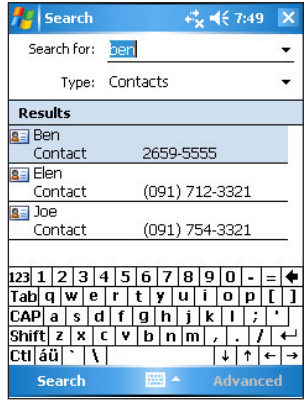 Search 7:49
Search for: ben
Type: Contacts
Results
Ben
Contact 2659-5555
Elen
Contact (091) 712-3321
Joe
Contact (091) 754-3321
123 1 2 3 4 5 6 7 8 9 0 - =
Tab q w e r t y u i o p [ ]
CAP a s d f g h j k l ; '
Shift z x c v b n m , . /
Ctl áü ` \
Search Advanced